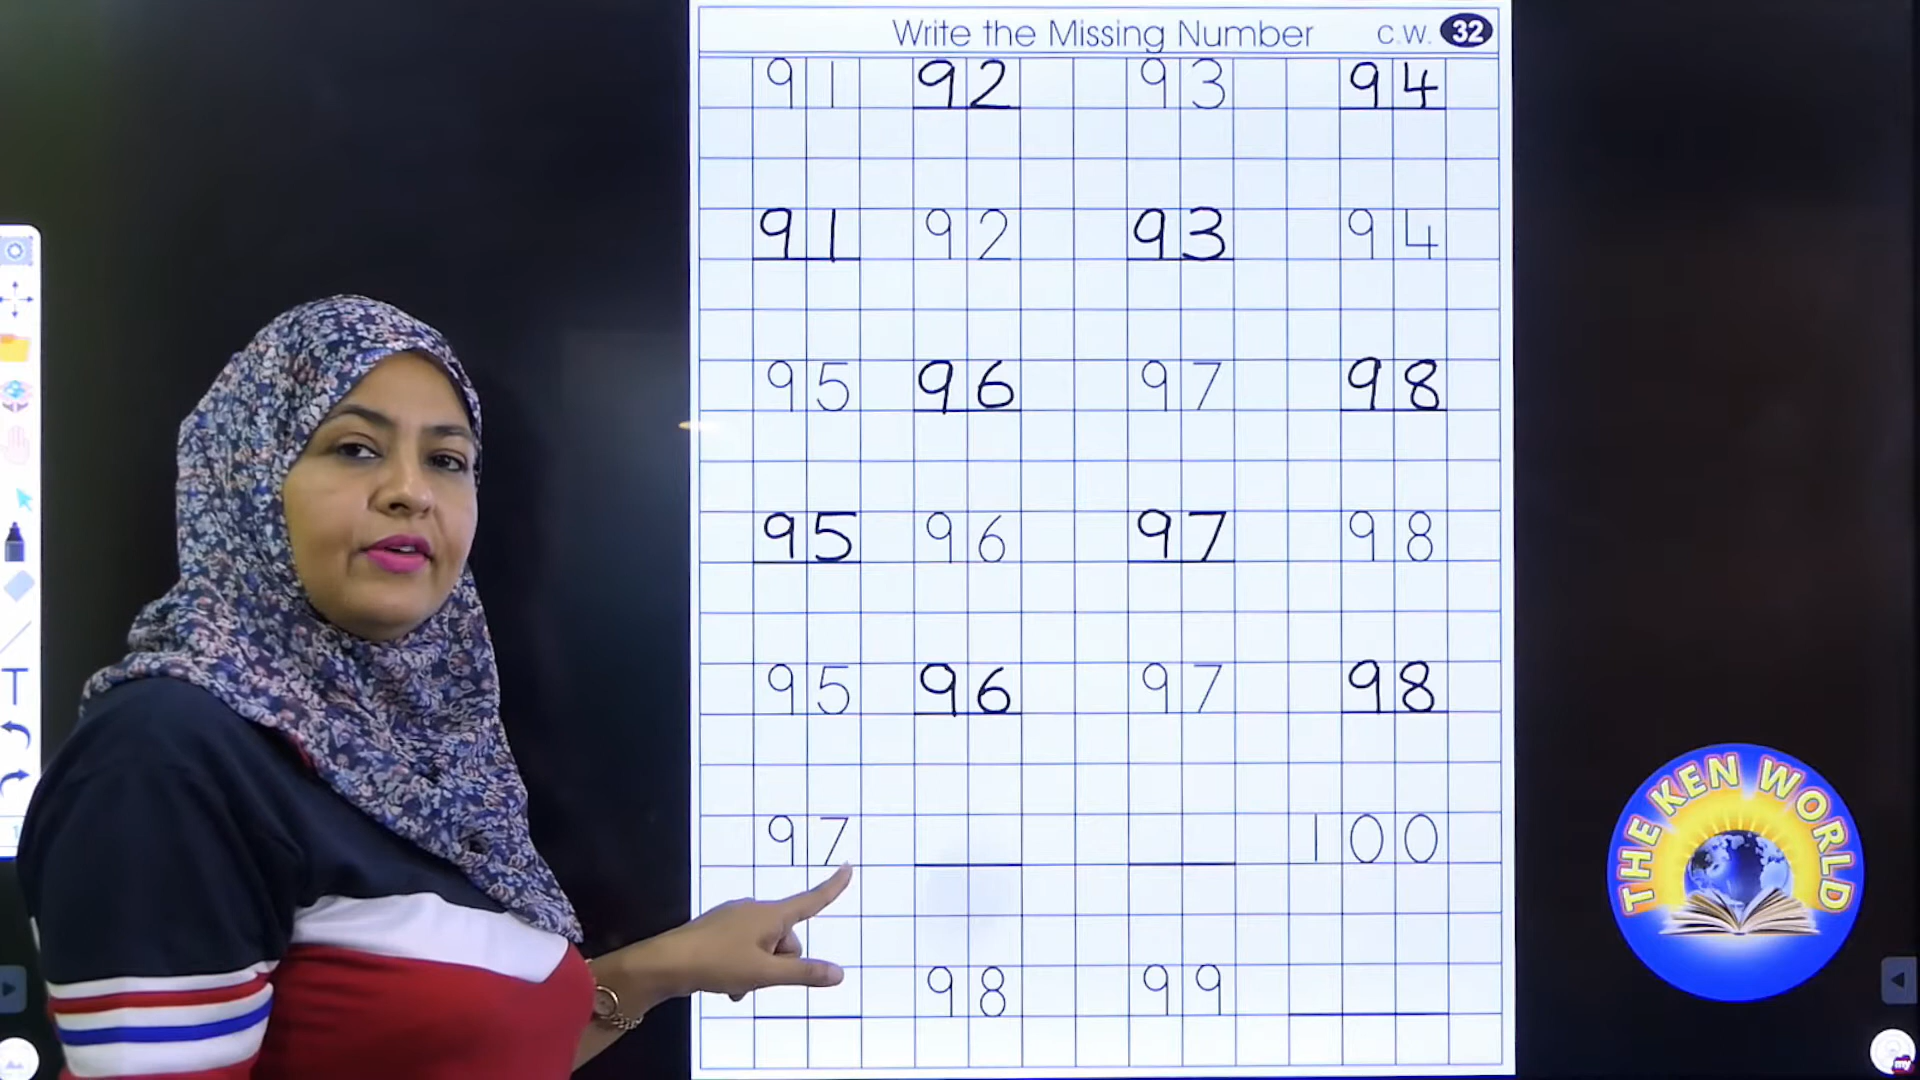 Write the Missing Number C.W. 32
91 92 93 94
91 92 93 94
95 96 97 98
95 96 97 98
95 96 97 98
97 100
98 99
THE KEN WORLD
T
my